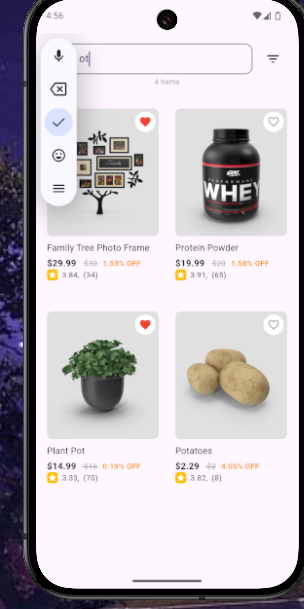 4:56
ot
4 items
Family Tree Photo Frame
$29.99 $30 1.53% OFF
3.84, (34)
ON
WHEY
Protein Powder
$19.99 $20 1.58% OFF
3.91, (65)
Plant Pot
$14.99 $15 0.19% OFF
3.33, (70)
Potatoes
$2.29 $2 4.05% OFF
3.82, (8)